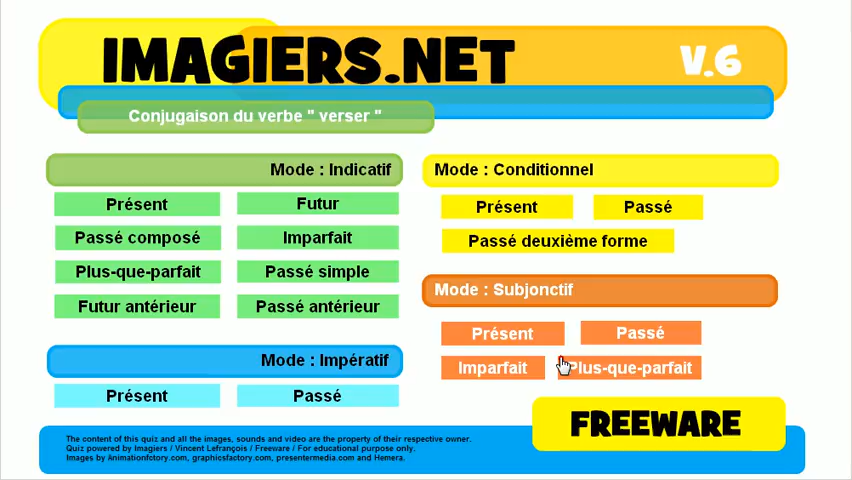 IMAGIERS.NET
V.6
Conjugaison du verbe " verser "
Mode : Indicatif
Présent
Futur
Passé composé
Imparfait
Plus-que-parfait
Passé simple
Futur antérieur
Passé antérieur
Mode : Impératif
Présent
Passé
Mode : Conditionnel
Présent
Passé
Passé deuxième forme
Mode : Subjonctif
Présent
Passé
Imparfait
Plus-que-parfait
FREEWARE
The content of this quiz and all the images, sounds and video are the property of their respective owner.
Quiz powered by Imagiers / Vincent Lefrançois / Freeware / For educational purpose only.
Images by Animationfctory.com, graphicsfactory.com, presentermedia.com and Hemera.